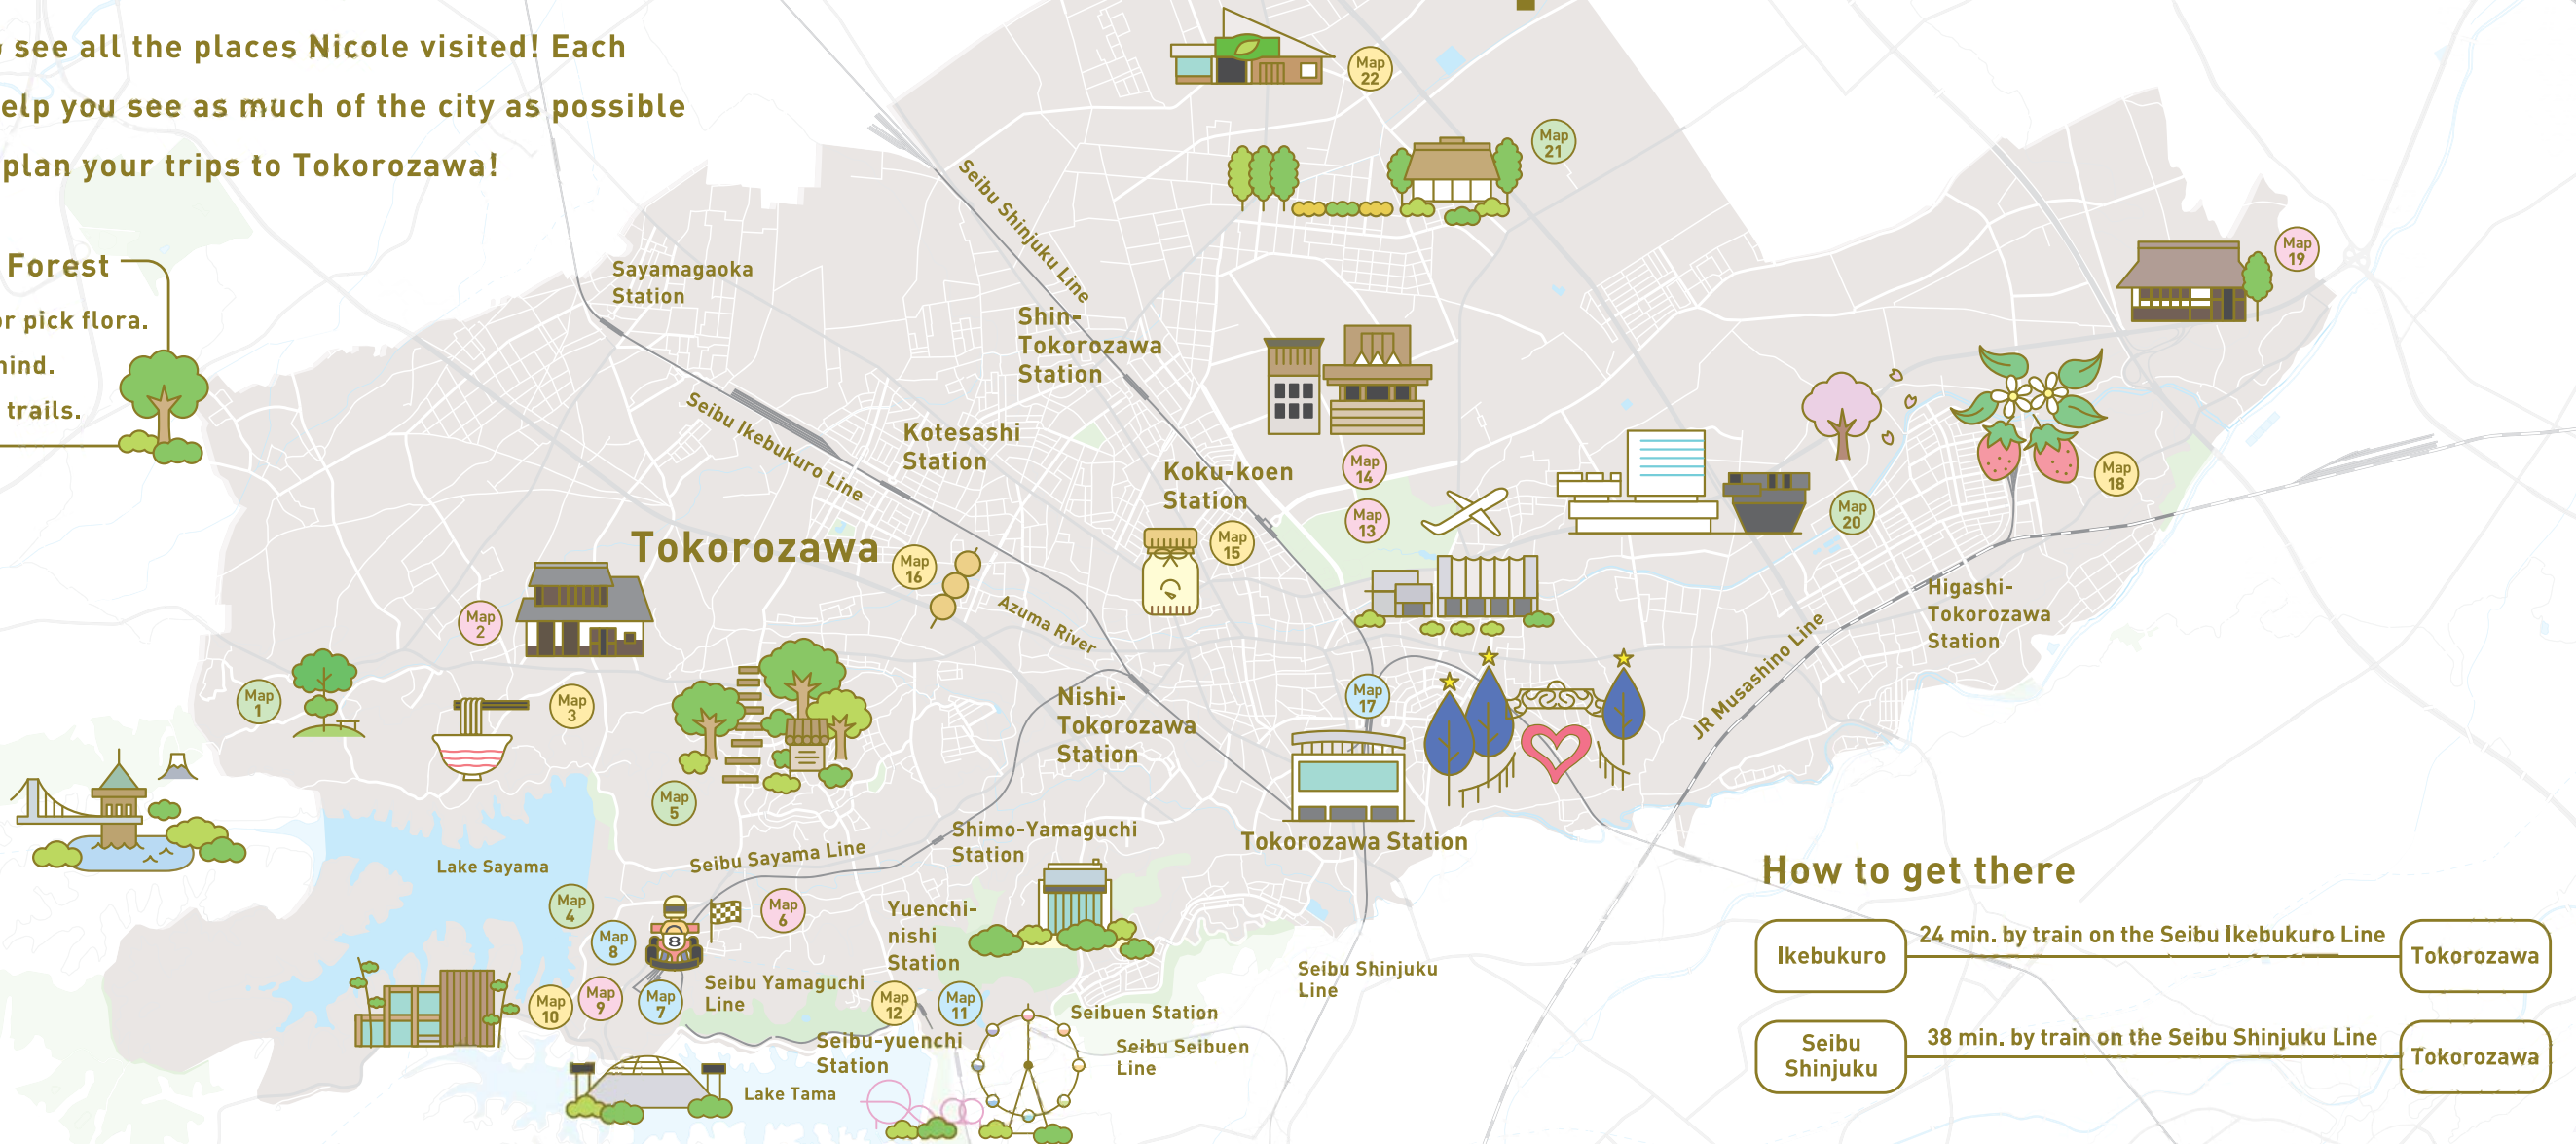 see all the places Nicole visited! Each
elp you see as much of the city as possible
plan your trips to Tokorozawa!
Forest
or pick flora.
trails.
Map
22
Map
21
Map
19
Sayamagaoka
Station
Seibu Shinjuku Line
Shin-
Tokorozawa
Station
Seibu Ikebukuro Line
Kotesashi
Station
Koku-koen
Station
Map
14
Map
13
Map
15
Map
20
Map
18
Tokorozawa
Map
16
Azuma River
Map
2
Map
1
Map
3
Map
5
Nishi-
Tokorozawa
Station
Map
17
Higashi-
Tokorozawa
Station
JR Musashino Line
Tokorozawa Station
Shimo-Yamaguchi
Station
Seibu Sayama Line
Lake Sayama
Map
4
Map
8
8
Map
6
Map
10
Map
9
Map
7
Seibu Yamaguchi
Line
Yuenchi-
nishi
Station
Map
12
Map
11
Seibuen Station
Seibu-yuenchi
Station
Seibu Seibuen
Line
Lake Tama
Seibu Shinjuku
Line
How to get there
Ikebukuro
24 min. by train on the Seibu Ikebukuro Line
Tokorozawa
Seibu
Shinjuku
38 min. by train on the Seibu Shinjuku Line
Tokorozawa